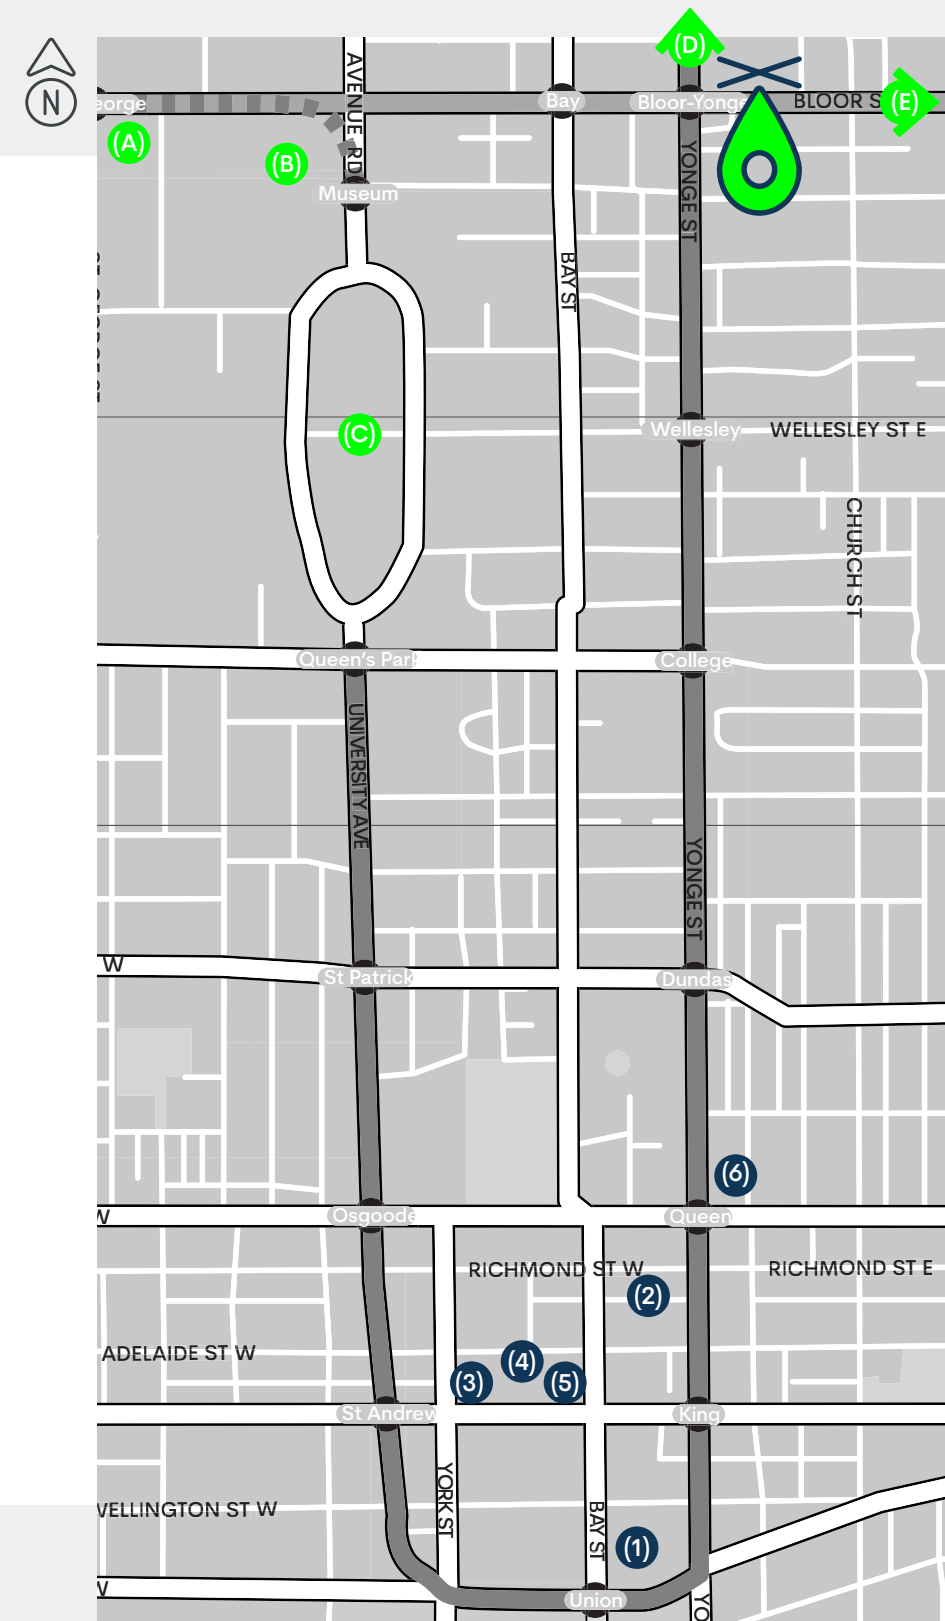 (D)
N
AVENUE RD
eorge
Bay
Bloor-Yonge
BLOOR S
(E)
(A)
(B)
Museum
YONGE ST
BAY ST
(C)
Wellesley
WELLESLEY ST E
CHURCH ST
Queen's Park
College
UNIVERSITY AVE
YONGE ST
W
St Patrick
Dundas
(6)
W
Osgoode
Queen
RICHMOND ST W
RICHMOND ST E
(2)
ADELAIDE ST W
(4)
(3)
(5)
St Andrew
King
YORK ST
BAY ST
VELLINGTON ST W
(1)
W
Union
YO